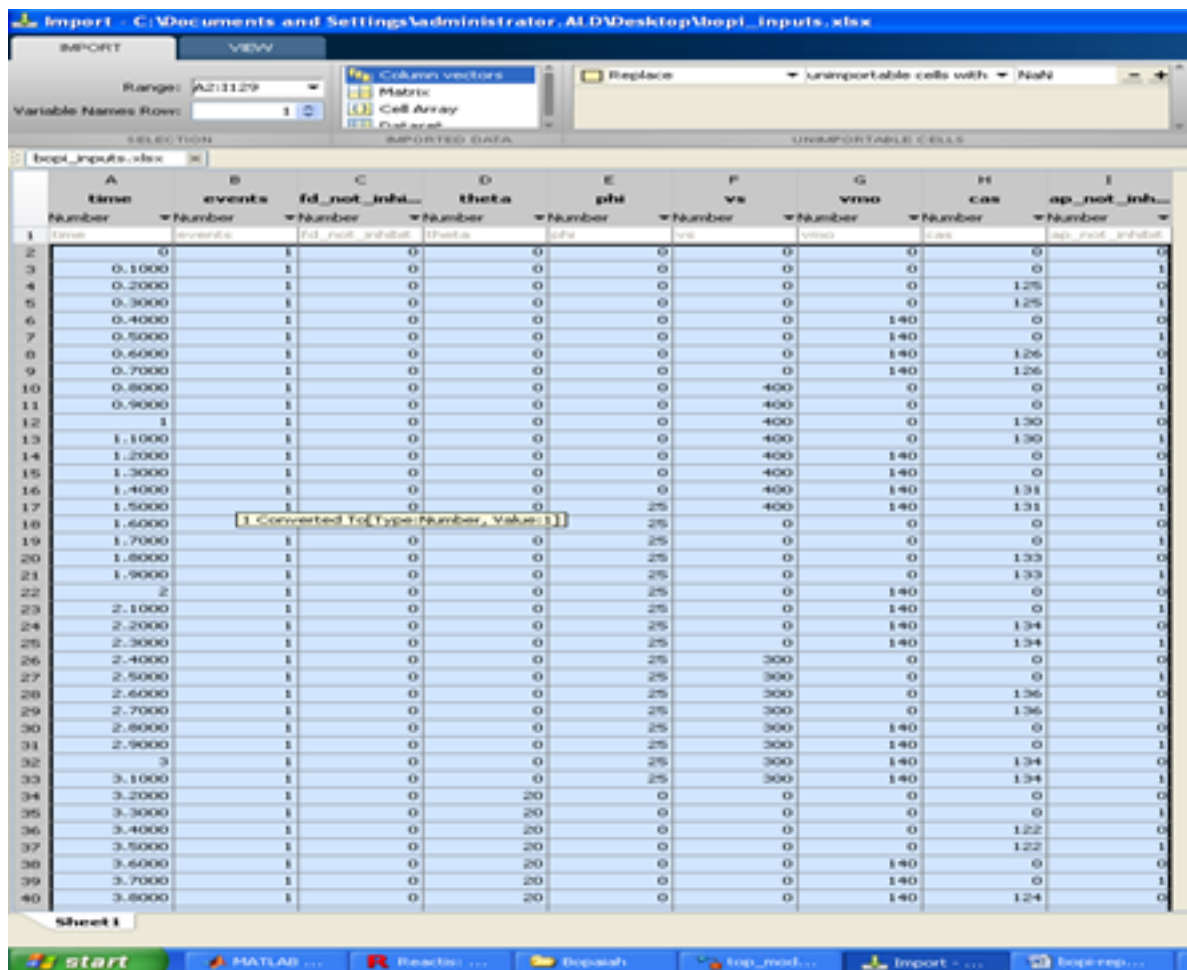 Import - C:\Documents and Settings\administrator.ALD\Desktop\bopi_inputs.xlsx
IMPORT VIEW
Range: A2:I129
Variable Names Row: 1
Column vectors
Matrix
Cell Array
Dataset
Replace unimportable cells with NaN
SELECTION IMPORTED DATA UNIMPORTABLE CELLS
bopi_inputs.xlsx
A B C D E F G H I
time events fd_not_inhi... theta phi vs vmo cas ap_not_inh...
Number Number Number Number Number Number Number Number Number
1 time events fd_not_inhibit theta phi vs vmo cas ap_not_inhibit
2 0 1 0 0 0 0 0 0 0
3 0.1000 1 0 0 0 0 0 0 1
4 0.2000 1 0 0 0 0 0 125 0
5 0.3000 1 0 0 0 0 0 125 1
6 0.4000 1 0 0 0 0 140 0 0
7 0.5000 1 0 0 0 0 140 0 1
8 0.6000 1 0 0 0 0 140 126 0
9 0.7000 1 0 0 0 0 140 126 1
10 0.8000 1 0 0 0 400 0 0 0
11 0.9000 1 0 0 0 400 0 0 1
12 1 1 0 0 0 400 0 130 0
13 1.1000 1 0 0 0 400 0 130 1
14 1.2000 1 0 0 0 400 140 0 0
15 1.3000 1 0 0 0 400 140 0 1
16 1.4000 1 0 0 0 400 140 131 0
17 1.5000 1 0 0 25 400 140 131 1
18 1.6000 1 Converted To[Type:Number, Value:1] 25 0 0 0 0
19 1.7000 1 0 0 25 0 0 0 1
20 1.8000 1 0 0 25 0 0 133 0
21 1.9000 1 0 0 25 0 0 133 1
22 2 1 0 0 25 0 140 0 0
23 2.1000 1 0 0 25 0 140 0 1
24 2.2000 1 0 0 25 0 140 134 0
25 2.3000 1 0 0 25 0 140 134 1
26 2.4000 1 0 0 25 300 0 0 0
27 2.5000 1 0 0 25 300 0 0 1
28 2.6000 1 0 0 25 300 0 136 0
29 2.7000 1 0 0 25 300 0 136 1
30 2.8000 1 0 0 25 300 140 0 0
31 2.9000 1 0 0 25 300 140 0 1
32 3 1 0 0 25 300 140 134 0
33 3.1000 1 0 0 25 300 140 134 1
34 3.2000 1 0 20 0 0 0 0 0
35 3.3000 1 0 20 0 0 0 0 1
36 3.4000 1 0 20 0 0 0 122 0
37 3.5000 1 0 20 0 0 0 122 1
38 3.6000 1 0 20 0 0 140 0 0
39 3.7000 1 0 20 0 0 140 0 1
40 3.8000 1 0 20 0 0 140 124 0
Sheet1
start MATLAB ... Reactis: ... Bopaiah top_mod... Import - ... bopi-rep...